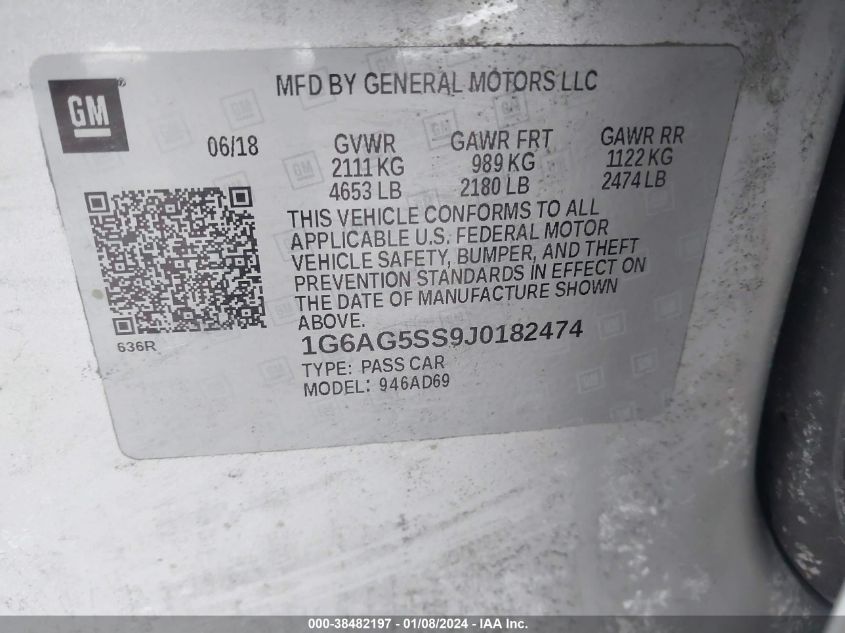 GM
MFD BY GENERAL MOTORS LLC
06/18
GVWR GAWR FRT GAWR RR
2111 KG 989 KG 1122 KG
4653 LB 2180 LB 2474 LB
THIS VEHICLE CONFORMS TO ALL
APPLICABLE U.S. FEDERAL MOTOR
VEHICLE SAFETY, BUMPER, AND THEFT
PREVENTION STANDARDS IN EFFECT ON
THE DATE OF MANUFACTURE SHOWN
ABOVE.
636R
1G6AG5SS9J0182474
TYPE: PASS CAR
MODEL: 946AD69
000-38482197 - 01/08/2024 - IAA Inc.